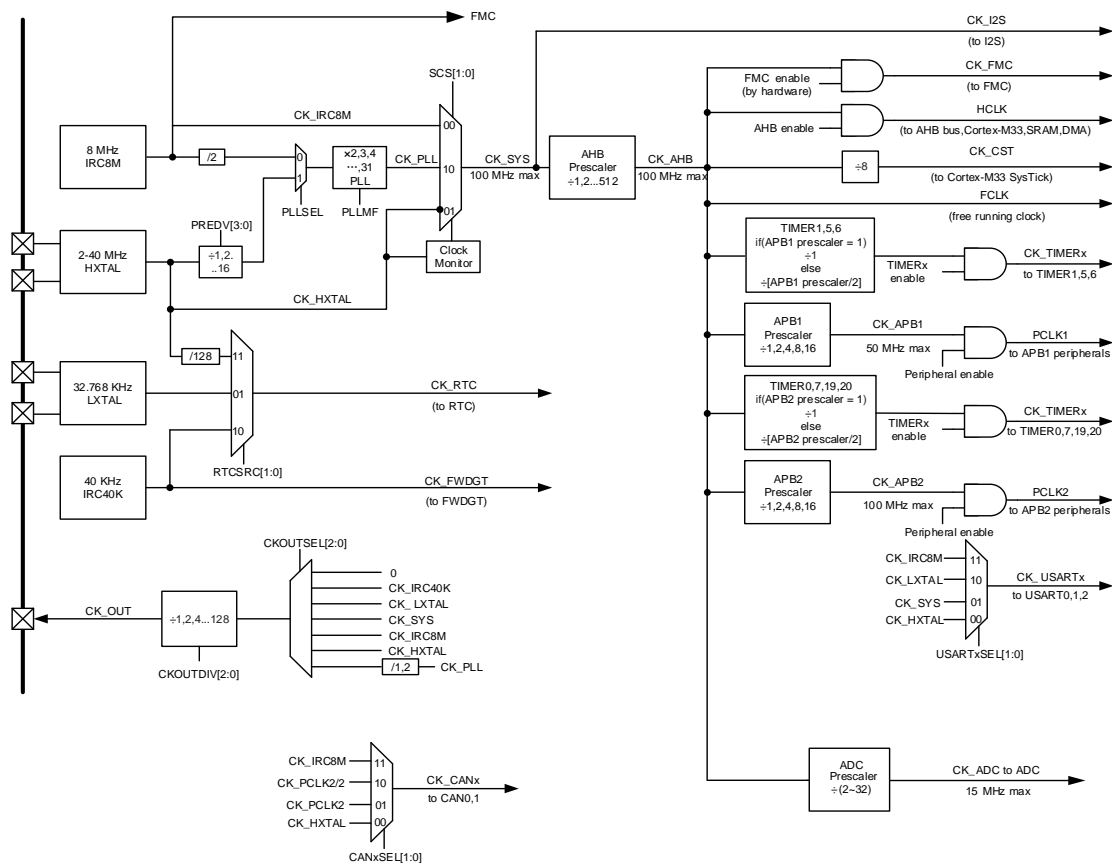 FMC
CK_I2S
(to I2S)
SCS[1:0]
CK_IRC8M
8 MHz
IRC8M
/2
0
1
PLLSEL
×2,3,4
…,31
PLL
PLLMF
CK_PLL
00
10
01
CK_SYS
100 MHz max
AHB
Prescaler
÷1,2...512
CK_AHB
100 MHz max
FMC enable
(by hardware)
CK_FMC
(to FMC)
AHB enable
HCLK
(to AHB bus,Cortex-M33,SRAM,DMA)
÷8
CK_CST
(to Cortex-M33 SysTick)
FCLK
(free running clock)
PREDV[3:0]
2-40 MHz
HXTAL
÷1,2.
..16
Clock
Monitor
CK_HXTAL
TIMER1,5,6
if(APB1 prescaler = 1)
÷1
else
÷[APB1 prescaler/2]
TIMERx
enable
CK_TIMERx
to TIMER1,5,6
/128
11
01
10
RTCSRC[1:0]
32.768 KHz
LXTAL
CK_RTC
(to RTC)
APB1
Prescaler
÷1,2,4,8,16
CK_APB1
50 MHz max
Peripheral enable
PCLK1
to APB1 peripherals
TIMER0,7,19,20
if(APB2 prescaler = 1)
÷1
else
÷[APB2 prescaler/2]
TIMERx
enable
CK_TIMERx
to TIMER0,7,19,20
40 KHz
IRC40K
CK_FWDGT
(to FWDGT)
APB2
Prescaler
÷1,2,4,8,16
CK_APB2
100 MHz max
Peripheral enable
PCLK2
to APB2 peripherals
CKOUTSEL[2:0]
0
CK_IRC40K
CK_LXTAL
CK_SYS
CK_IRC8M
CK_HXTAL
/1,2
CK_PLL
CK_OUT
÷1,2,4...128
CKOUTDIV[2:0]
CK_IRC8M
11
CK_LXTAL
10
CK_SYS
01
CK_HXTAL
00
CK_USARTx
to USART0,1,2
USARTxSEL[1:0]
CK_IRC8M
11
CK_PCLK2/2
10
CK_PCLK2
01
CK_HXTAL
00
CK_CANx
to CAN0,1
CANxSEL[1:0]
ADC
Prescaler
÷(2~32)
CK_ADC to ADC
15 MHz max